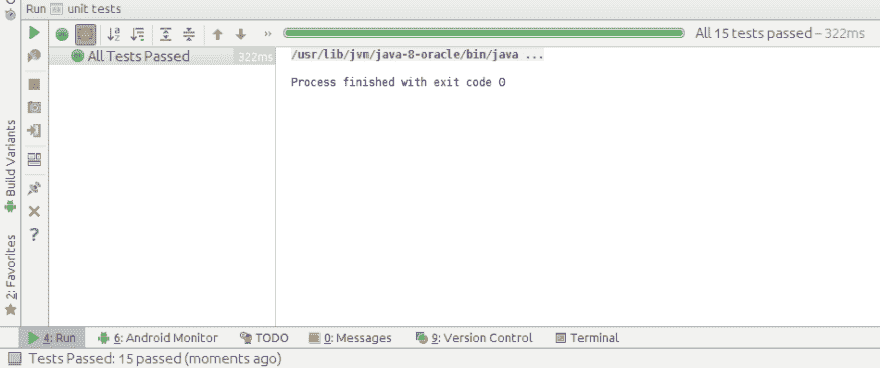 Run unit tests
All 15 tests passed – 322ms
All Tests Passed 322ms
/usr/lib/jvm/java-8-oracle/bin/java ...
Process finished with exit code 0
Build Variants
2: Favorites
4: Run 6: Android Monitor TODO 0: Messages 9: Version Control Terminal
Tests Passed: 15 passed (moments ago)